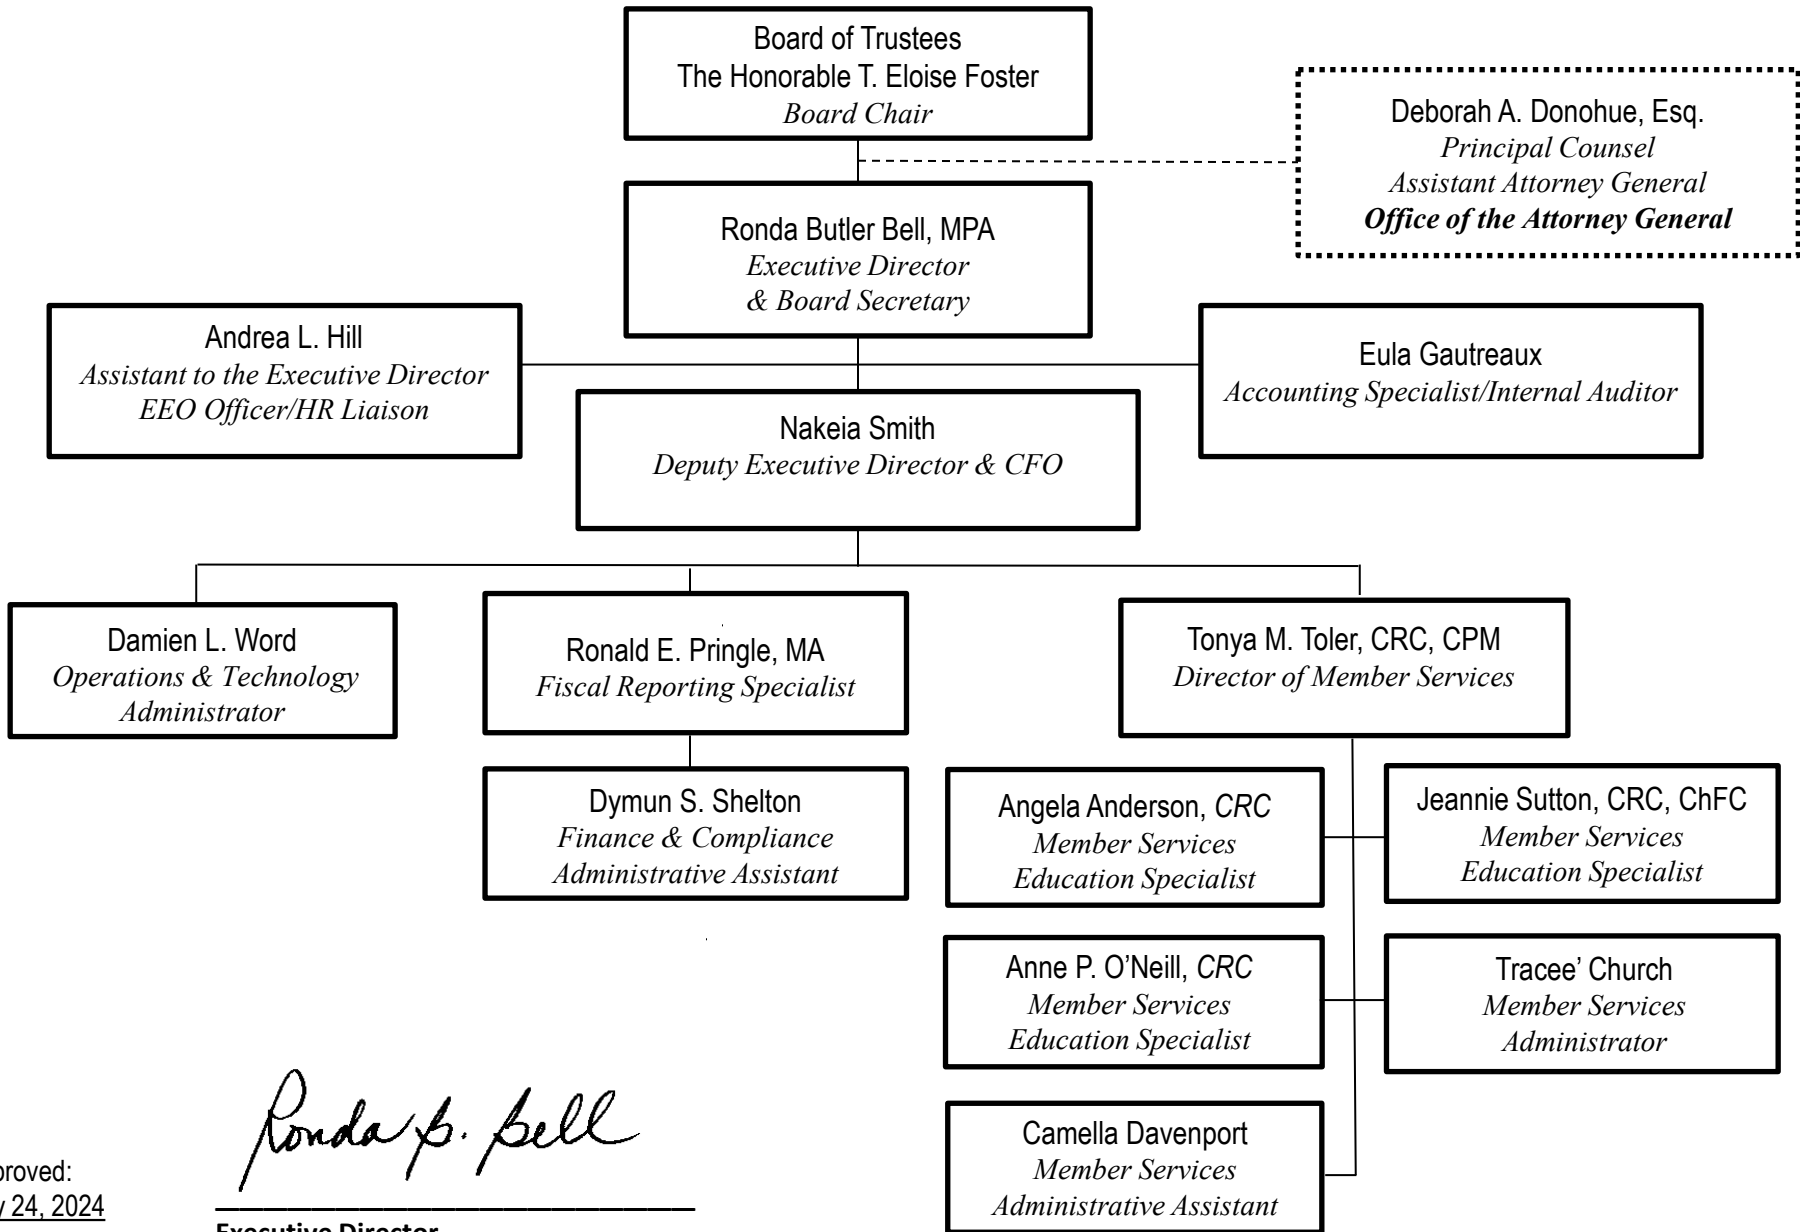 Board of Trustees
The Honorable T. Eloise Foster
Board Chair
Deborah A. Donohue, Esq.
Principal Counsel
Assistant Attorney General
Office of the Attorney General
Ronda Butler Bell, MPA
Executive Director
& Board Secretary
Andrea L. Hill
Assistant to the Executive Director
EEO Officer/HR Liaison
Eula Gautreaux
Accounting Specialist/Internal Auditor
Nakeia Smith
Deputy Executive Director & CFO
Damien L. Word
Operations & Technology
Administrator
Ronald E. Pringle, MA
Fiscal Reporting Specialist
Tonya M. Toler, CRC, CPM
Director of Member Services
Dymun S. Shelton
Finance & Compliance
Administrative Assistant
Angela Anderson, CRC
Member Services
Education Specialist
Jeannie Sutton, CRC, ChFC
Member Services
Education Specialist
Anne P. O’Neill, CRC
Member Services
Education Specialist
Tracee’ Church
Member Services
Administrator
Camella Davenport
Member Services
Administrative Assistant
Ronda B. Bell
Executive Director
24, 2024